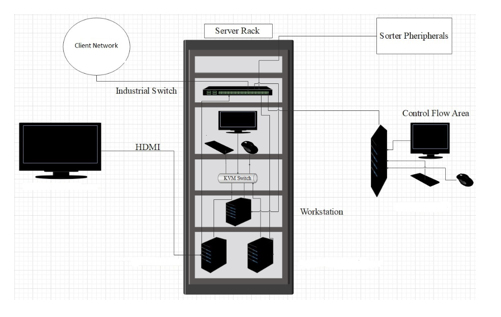 Server Rack
Client Network
Sorter Pheripherals
Industrial Switch
Control Flow Area
HDMI
KVM Switch
Workstation